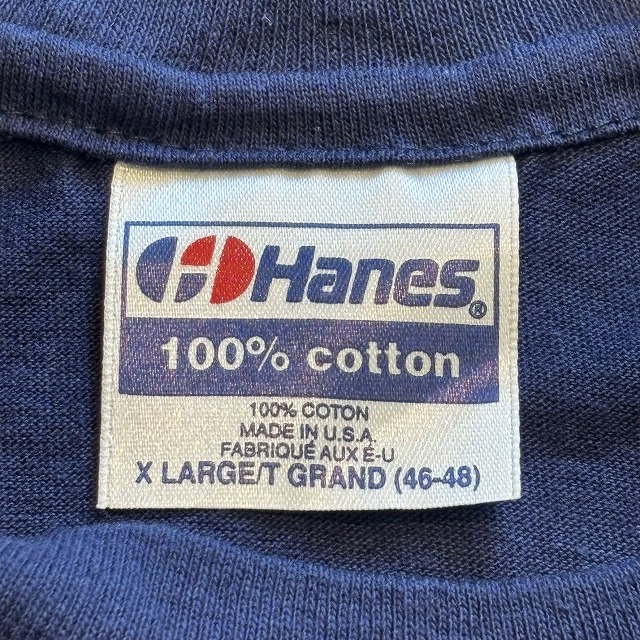 Hanes®
100% cotton
100% COTON
MADE IN U.S.A.
FABRIQUÉ AUX É-U
X LARGE/T GRAND (46-48)